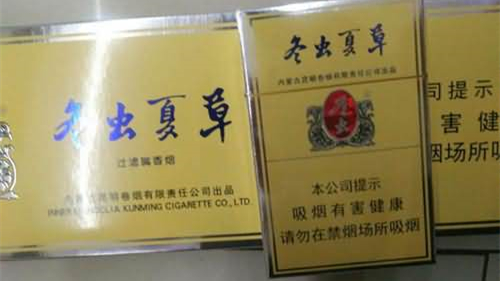 冬虫夏草
过滤嘴香烟
内蒙古昆明卷烟有限责任公司出品
INNER MONGOLIA KUNMING CIGARETTE CO., LTD.
冬虫夏草
内蒙古昆明卷烟有限责任公司出品
冬虫
本公司提示
吸烟有害健康
请勿在禁烟场所吸烟
司提示
有害健
烟场所吸